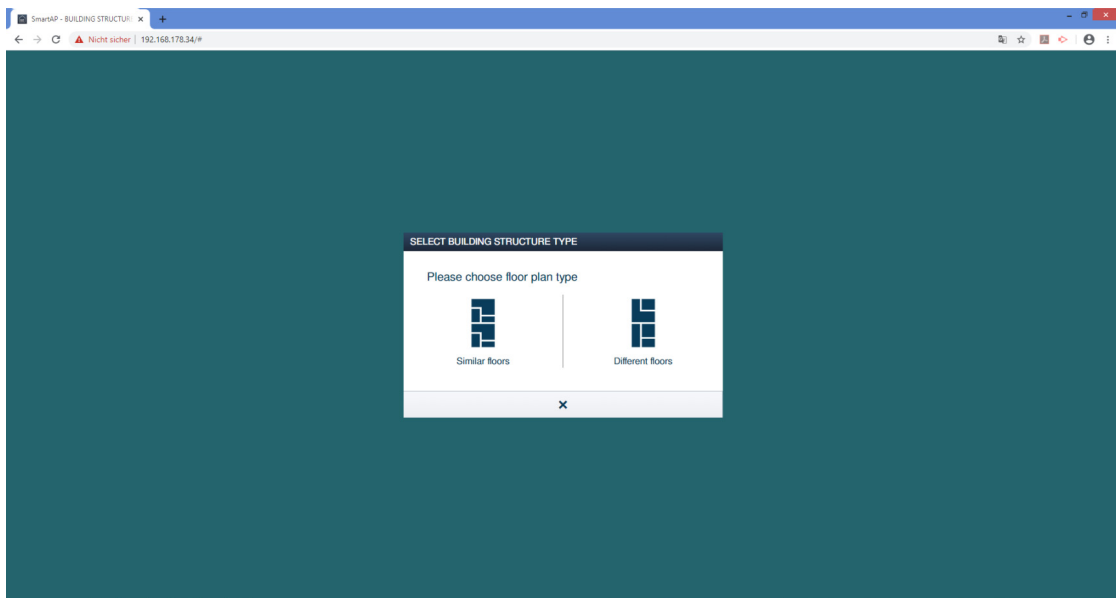 SmartAP - BUILDING STRUCTUR
Nicht sicher | 192.168.178.34/#
SELECT BUILDING STRUCTURE TYPE
Please choose floor plan type
Similar floors
Different floors